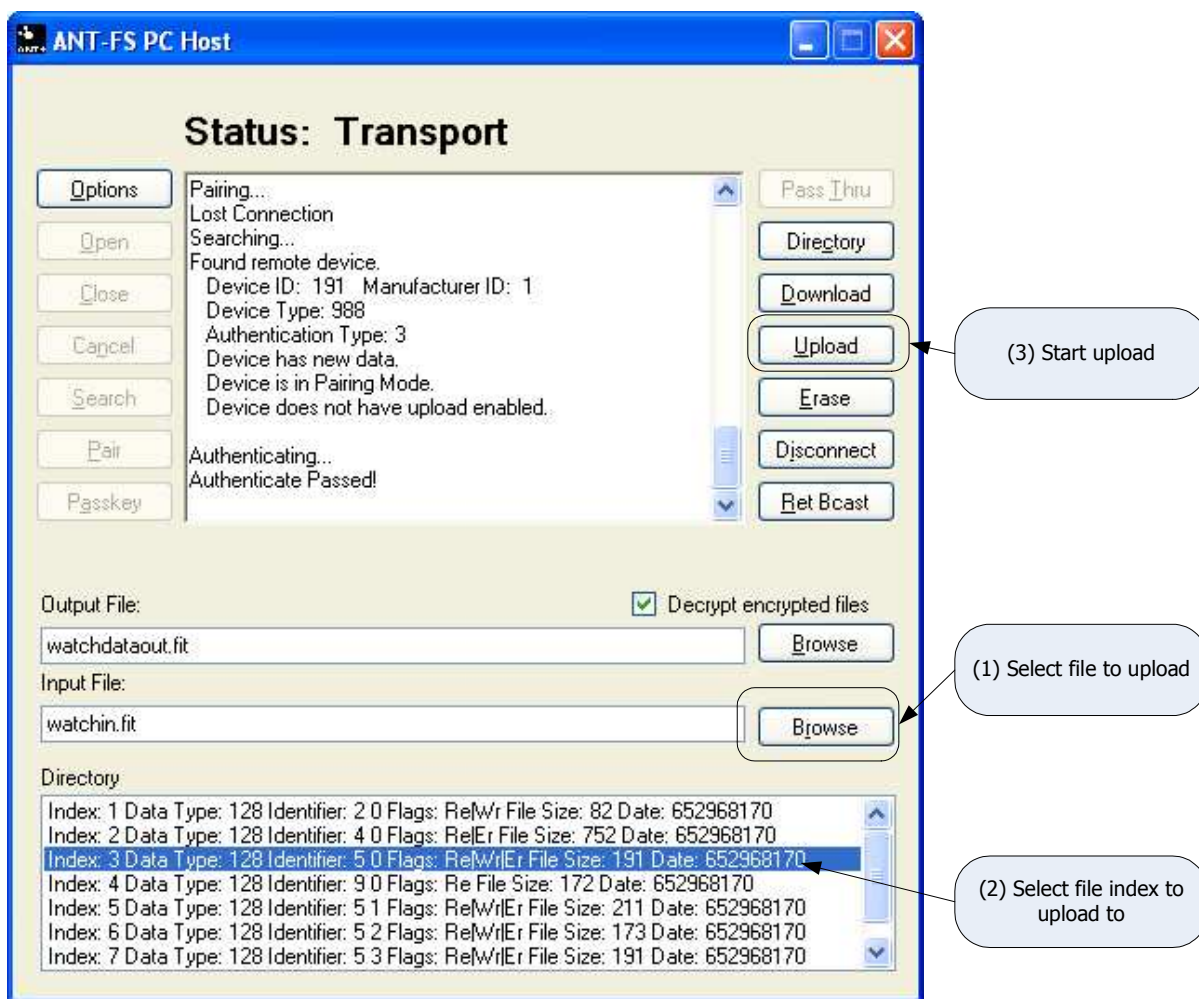 ANT-FS PC Host
Status: Transport
Options
Open
Close
Cancel
Search
Pair
Passkey
Pairing...
Lost Connection
Searching...
Found remote device.
Device ID: 191 Manufacturer ID: 1
Device Type: 988
Authentication Type: 3
Device has new data.
Device is in Pairing Mode.
Device does not have upload enabled.
Authenticating...
Authenticate Passed!
Pass Thru
Directory
Download
Upload
Erase
Disconnect
Ret Bcast
(3) Start upload
Output File:
Decrypt encrypted files
watchdataout.fit
Browse
Input File:
watchin.fit
Browse
(1) Select file to upload
Directory
Index: 1 Data Type: 128 Identifier: 2 0 Flags: Re|Wr File Size: 82 Date: 652968170
Index: 2 Data Type: 128 Identifier: 4 0 Flags: Re|Er File Size: 752 Date: 652968170
Index: 3 Data Type: 128 Identifier: 5 0 Flags: Re|Wr|Er File Size: 191 Date: 652968170
Index: 4 Data Type: 128 Identifier: 9 0 Flags: Re File Size: 172 Date: 652968170
Index: 5 Data Type: 128 Identifier: 5 1 Flags: Re|Wr|Er File Size: 211 Date: 652968170
Index: 6 Data Type: 128 Identifier: 5 2 Flags: Re|Wr|Er File Size: 173 Date: 652968170
Index: 7 Data Type: 128 Identifier: 5 3 Flags: Re|Wr|Er File Size: 191 Date: 652968170
(2) Select file index to
upload to